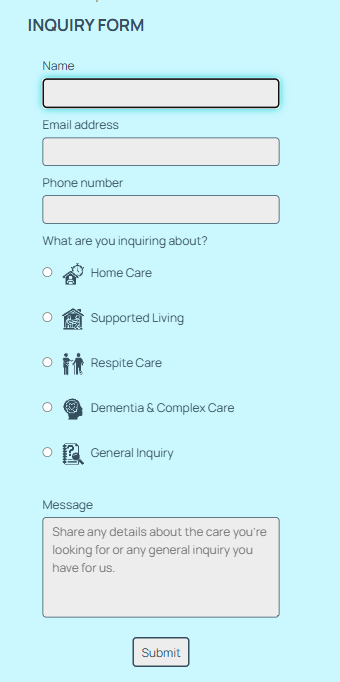 INQUIRY FORM
Name
Email address
Phone number
What are you inquiring about?
Home Care
Supported Living
Respite Care
Dementia & Complex Care
General Inquiry
Message
Share any details about the care you're
looking for or any general inquiry you
have for us.
Submit